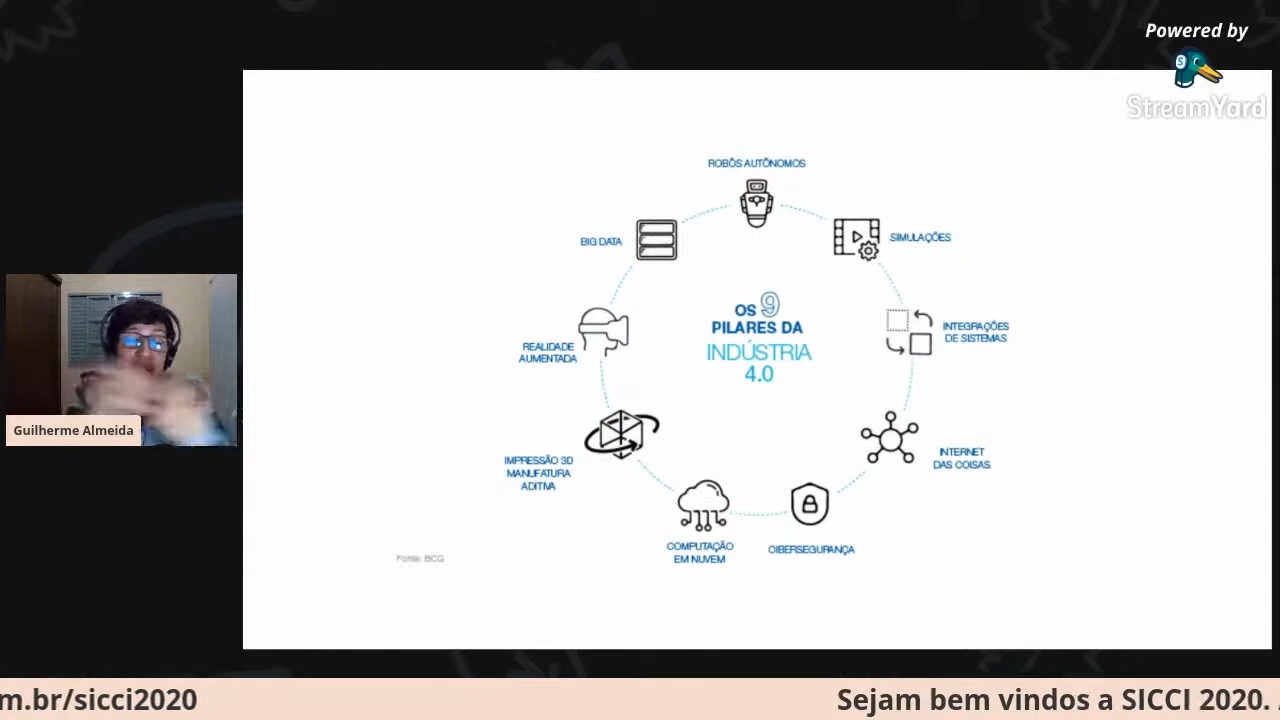 Powered by
StreamYard
ROBÔS AUTÔNOMOS
BIG DATA
SIMULAÇÕES
OS 9
PILARES DA
INDÚSTRIA
4.0
INTEGRAÇÕES
DE SISTEMAS
REALIDADE
AUMENTADA
INTERNET
DAS COISAS
IMPRESSÃO 3D
MANUFATURA
ADITIVA
COMPUTAÇÃO
EM NUVEM
CIBERSEGURANÇA
Fonte: BCG
Guilherme Almeida
m.br/sicci2020
Sejam bem vindos a SICCI 2020.